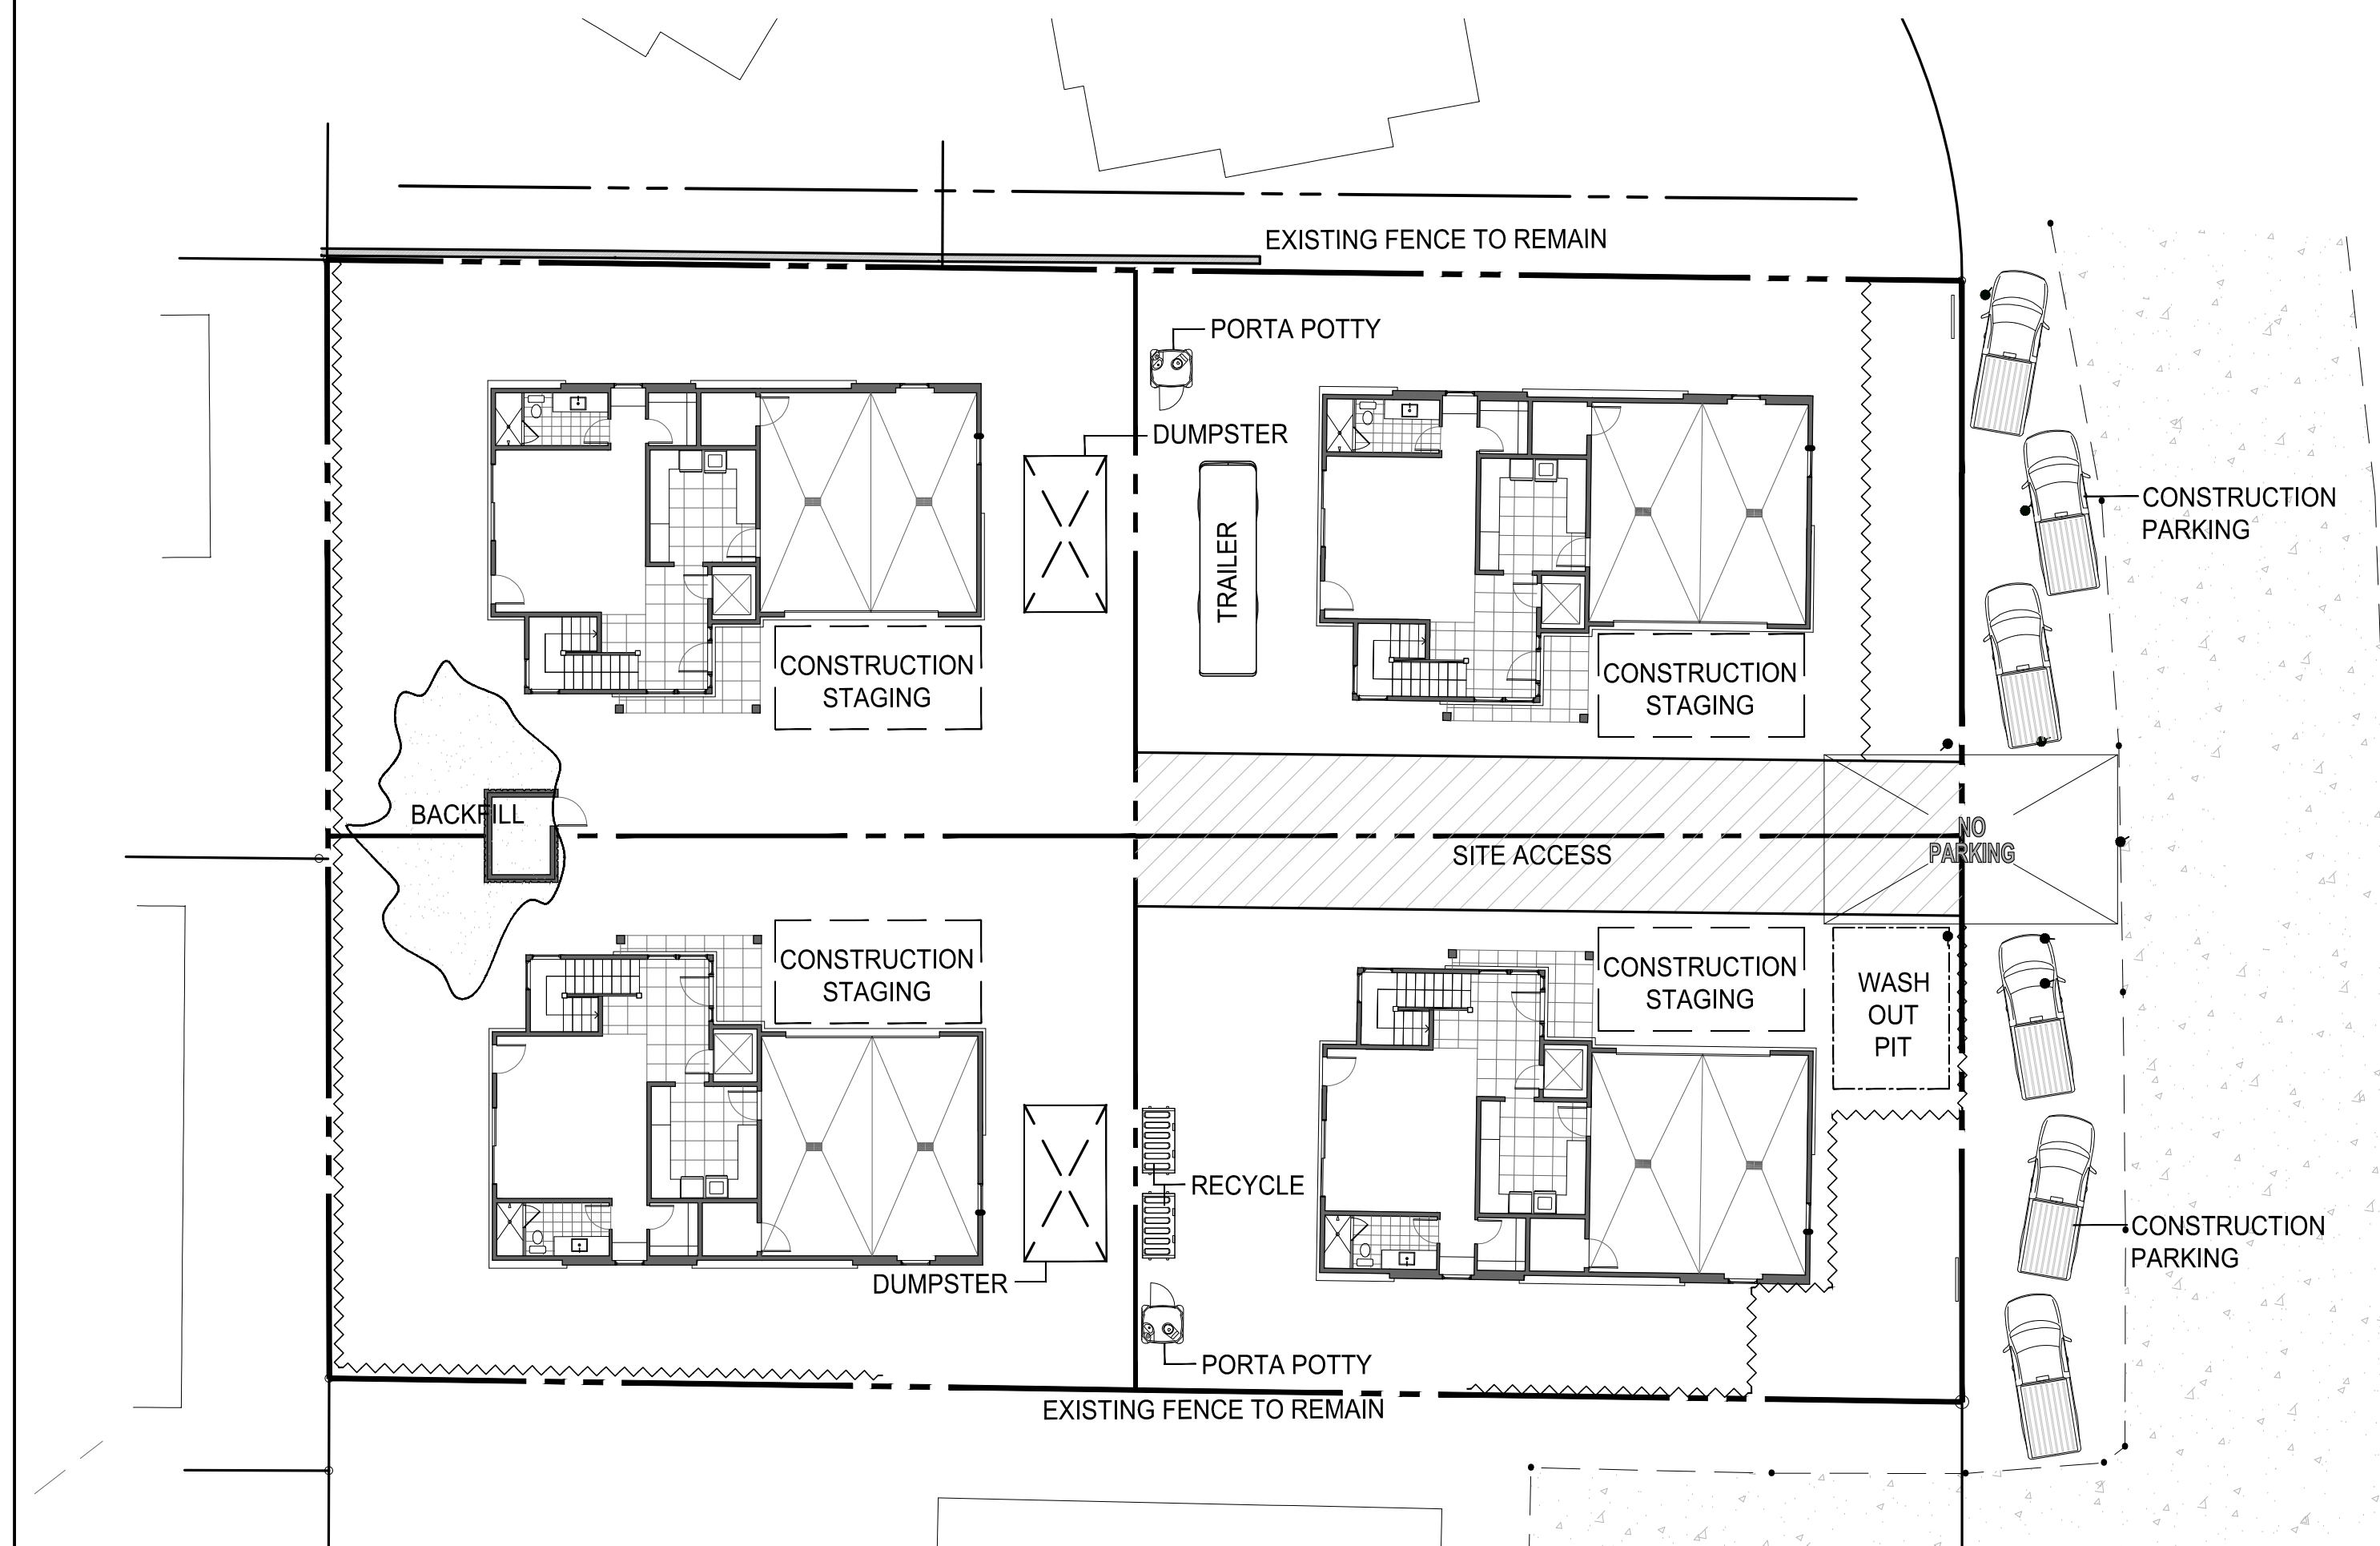 EXISTING FENCE TO REMAIN
PORTA POTTY
DUMPSTER
TRAILER
CONSTRUCTION
PARKING
CONSTRUCTION
STAGING
CONSTRUCTION
STAGING
BACKFILL
NO
PARKING
SITE ACCESS
CONSTRUCTION
STAGING
CONSTRUCTION
STAGING
WASH
OUT
PIT
RECYCLE
CONSTRUCTION
PARKING
DUMPSTER
PORTA POTTY
EXISTING FENCE TO REMAIN